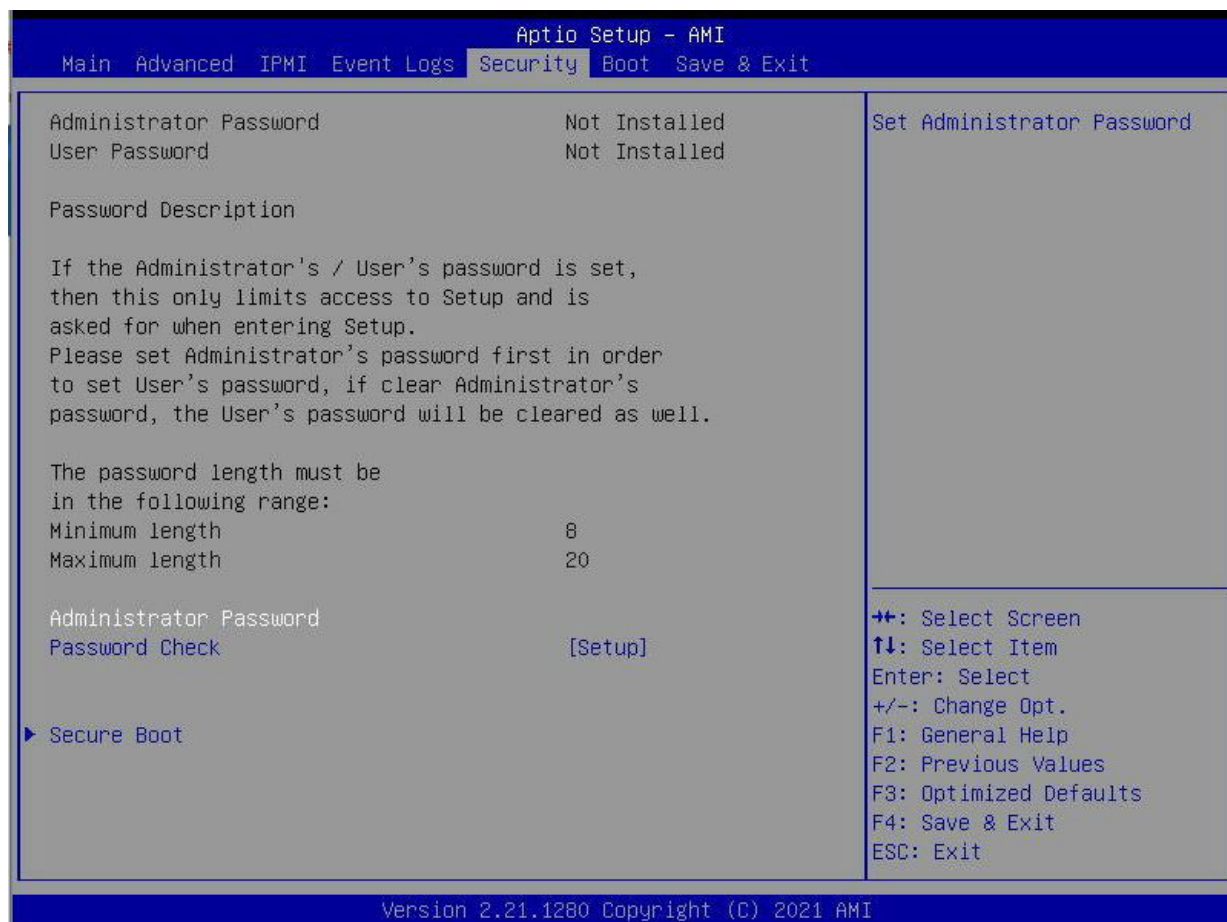 Aptio Setup – AMI
Main Advanced IPMI Event Logs Security Boot Save & Exit
Administrator Password Not Installed
User Password Not Installed
Password Description
If the Administrator's / User's password is set,
then this only limits access to Setup and is
asked for when entering Setup.
Please set Administrator's password first in order
to set User's password, if clear Administrator's
password, the User's password will be cleared as well.
The password length must be
in the following range:
Minimum length 8
Maximum length 20
Administrator Password
Password Check [Setup]
▶ Secure Boot
Set Administrator Password
→←: Select Screen
↑↓: Select Item
Enter: Select
+/-: Change Opt.
F1: General Help
F2: Previous Values
F3: Optimized Defaults
F4: Save & Exit
ESC: Exit
Version 2.21.1280 Copyright (C) 2021 AMI